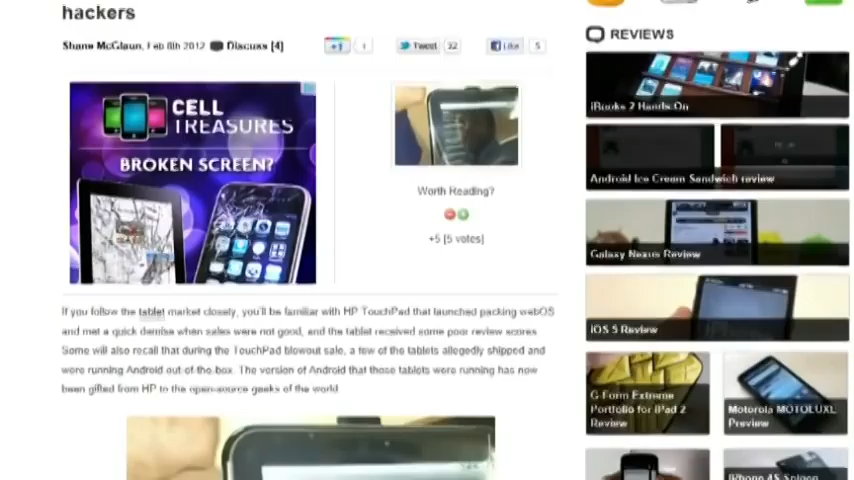 hackers
Shane McGlaun, Feb 8th 2012 Discuss [4]
+1 1 Tweet 32 Like 5
CELL
TREASURES
BROKEN SCREEN?
Worth Reading?
+5 [5 votes]
If you follow the tablet market closely, you'll be familiar with HP TouchPad that launched packing webOS
and met a quick demise when sales were not good, and the tablet received some poor review scores
Some will also recall that during the TouchPad blowout sale, a few of the tablets allegedly shipped and
were running Android out-of-the box. The version of Android that those tablets were running has now
been gifted from HP to the open-source geeks of the world
REVIEWS
iBooks 2 Hands-On
Android Ice Cream Sandwich review
Galaxy Nexus Review
iOS 5 Review
G-Form Extreme
Portfolio for iPad 2
Review
Motorola MOTOLUXL
Preview
iPhone 4S